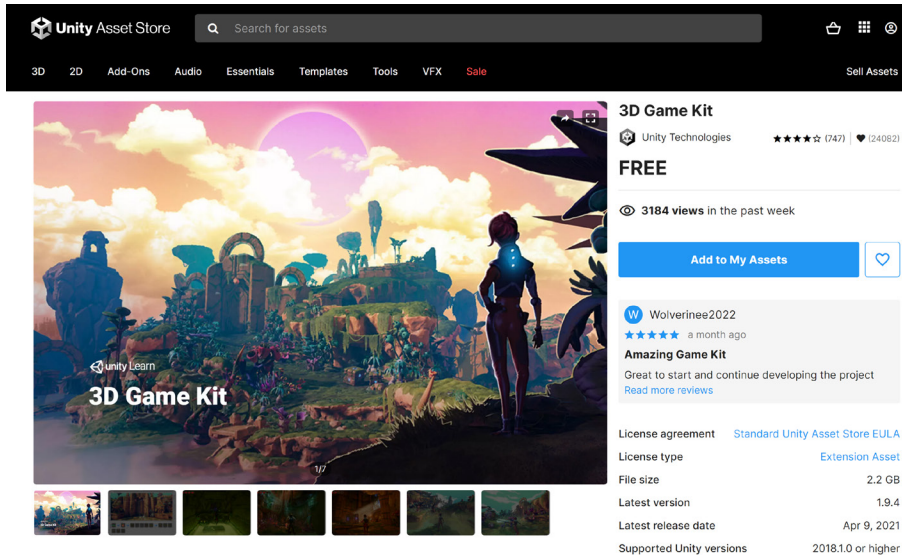 Unity Asset Store
Search for assets
3D 2D Add-Ons Audio Essentials Templates Tools VFX Sale Sell Assets
3D Game Kit
Unity Technologies ★★★★☆ (747) | ♥ (24082)
FREE
3184 views in the past week
Add to My Assets
W Wolverinee2022
★★★★★ a month ago
Amazing Game Kit
Great to start and continue developing the project
Read more reviews
unity Learn
3D Game Kit
1/7
License agreement Standard Unity Asset Store EULA
License type Extension Asset
File size 2.2 GB
Latest version 1.9.4
Latest release date Apr 9, 2021
Supported Unity versions 2018.1.0 or higher